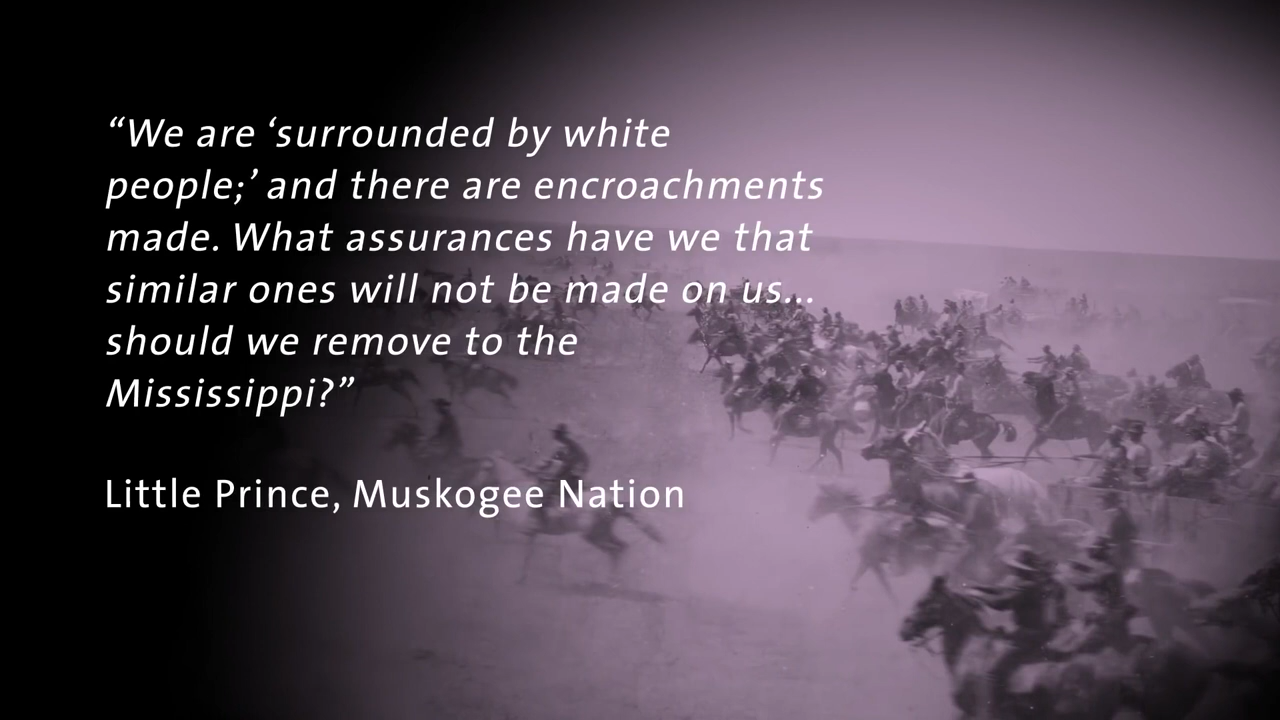 “We are ‘surrounded by white
people;’ and there are encroachments
made. What assurances have we that
similar ones will not be made on us...
should we remove to the
Mississippi?”
Little Prince, Muskogee Nation